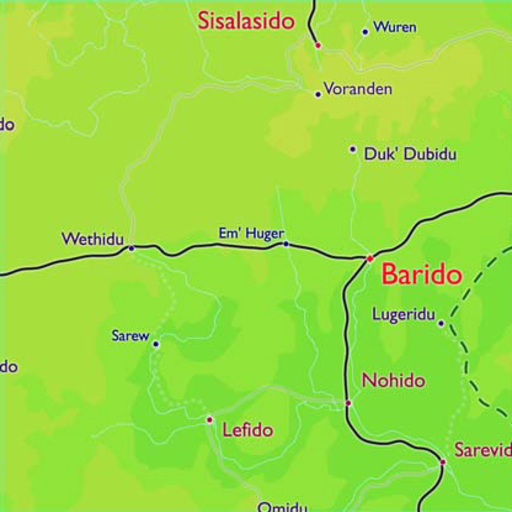 Sisalasido
Wuren
Voranden
do
Duk' Dubidu
Wethidu
Em' Huger
Barido
Lugeridu
Sarew
do
Nohido
Lefido
Sarevid
Omidu